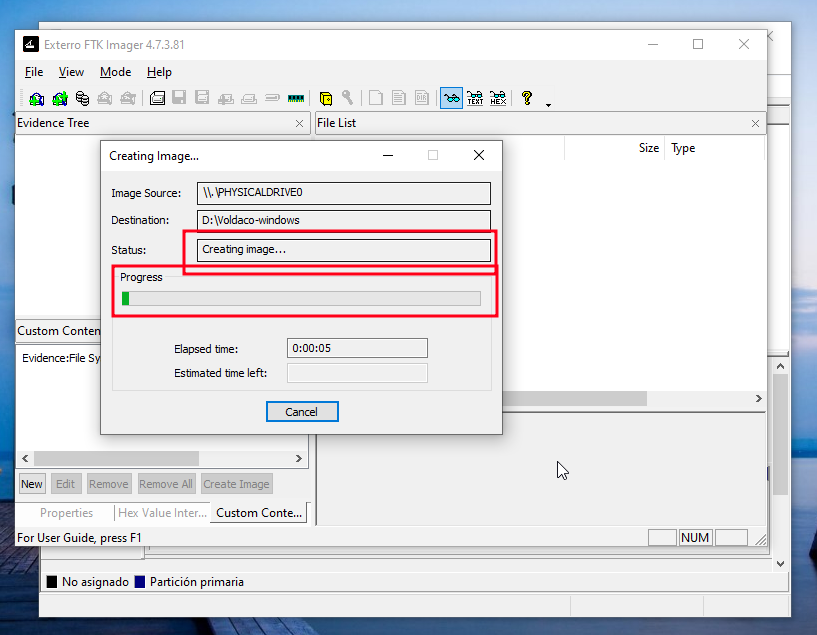 Exterro FTK Imager 4.7.3.81
File View Mode Help
TEXT HEX
Evidence Tree
File List
Size Type
Creating Image...
Image Source: \\.\PHYSICALDRIVE0
Destination: D:\Voldaco-windows
Status: Creating image...
Progress
Custom Conten
Evidence:File Sy
Elapsed time: 0:00:05
Estimated time left:
Cancel
New Edit Remove Remove All Create Image
Properties Hex Value Inter... Custom Conte...
For User Guide, press F1
NUM
No asignado Partición primaria